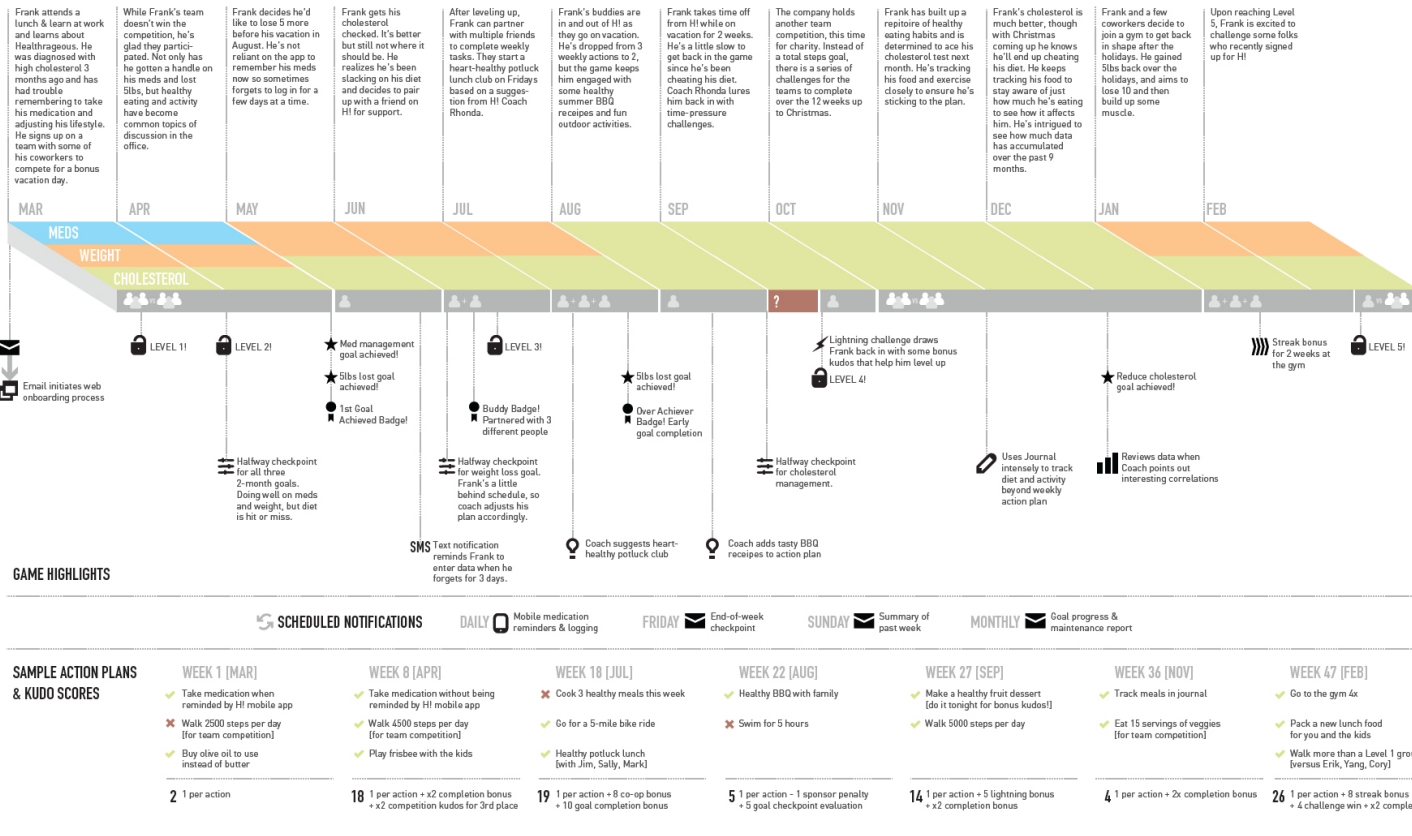 Frank attends a
lunch & learn at work
and learns about
Healthrageous. He
was diagnosed with
high cholesterol 3
months ago and has
had trouble
remembering to take
his medication and
adjusting his lifestyle.
He signs up on a
team with some of
his coworkers to
compete for a bonus
vacation day.
While Frank's team
doesn't win the
competition, he's
glad they partici-
pated. Not only has
he gotten a handle on
his meds and lost
5lbs, but healthy
eating and activity
have become
common topics of
discussion in the
office.
Frank decides he'd
like to lose 5 more
before his vacation in
August. He's not
reliant on the app to
remember his meds
now so sometimes
forgets to log in for a
few days at a time.
Frank gets his
cholesterol
checked. It's better
but still not where it
should be. He
realizes he's been
slacking on his diet
and decides to pair
up with a friend on
H! for support.
After leveling up,
Frank can partner
with multiple friends
to complete weekly
tasks. They start a
heart-healthy potluck
lunch club on Fridays
based on a sugges-
tion from H! Coach
Rhonda.
Frank's buddies are
in and out of H! as
they go on vacation.
He's dropped from 3
weekly actions to 2,
but the game keeps
him engaged with
some healthy
summer BBQ
receipes and fun
outdoor activities.
Frank takes time off
from H! while on
vacation for 2 weeks.
He's a little slow to
get back in the game
since he's been
cheating his diet.
Coach Rhonda lures
him back in with
time-pressure
challenges.
The company holds
another team
competition, this time
for charity. Instead of
a total steps goal,
there is a series of
challenges for the
teams to complete
over the 12 weeks up
to Christmas.
Frank has built up a
repitoire of healthy
eating habits and is
determined to ace his
cholesterol test next
month. He's tracking
his food and exercise
closely to ensure he's
sticking to the plan.
Frank's cholesterol is
much better, though
with Christmas
coming up he knows
he'll end up cheating
his diet. He keeps
tracking his food to
stay aware of just
how much he's eating
to see how it affects
him. He's intrigued to
see how much data
has accumulated
over the past 9
months.
Frank and a few
coworkers decide to
join a gym to get back
in shape after the
holidays. He gained
5lbs back over the
holidays, and aims to
lose 10 and then
build up some
muscle.
Upon reaching Level
5, Frank is excited to
challenge some folks
who recently signed
up for H!
MAR
APR
MAY
JUN
JUL
AUG
SEP
OCT
NOV
DEC
JAN
FEB
MEDS
WEIGHT
CHOLESTEROL
vs
+
+ +
?
vs
+ +
vs
Email initiates web
onboarding process
LEVEL 1!
LEVEL 2!
Med management
goal achieved!
5lbs lost goal
achieved!
1st Goal
Achieved Badge!
LEVEL 3!
Buddy Badge!
Partnered with 3
different people
5lbs lost goal
achieved!
Over Achiever
Badge! Early
goal completion
Lightning challenge draws
Frank back in with some bonus
kudos that help him level up
LEVEL 4!
Reduce cholesterol
goal achieved!
Streak bonus
for 2 weeks at
the gym
LEVEL 5!
Halfway checkpoint
for all three
2-month goals.
Doing well on meds
and weight, but diet
is hit or miss.
Halfway checkpoint
for weight loss goal.
Frank's a little
behind schedule, so
coach adjusts his
plan accordingly.
Halfway checkpoint
for cholesterol
management.
Uses Journal
intensely to track
diet and activity
beyond weekly
action plan
Reviews data when
Coach points out
interesting correlations
SMS Text notification
reminds Frank to
enter data when he
forgets for 3 days.
Coach suggests heart-
healthy potluck club
Coach adds tasty BBQ
receipes to action plan
GAME HIGHLIGHTS
SCHEDULED NOTIFICATIONS
DAILY
Mobile medication
reminders & logging
FRIDAY
End-of-week
checkpoint
SUNDAY
Summary of
past week
MONTHLY
Goal progress &
maintenance report
SAMPLE ACTION PLANS
& KUDO SCORES
WEEK 1 [MAR]
Take medication when
reminded by H! mobile app
Walk 2500 steps per day
[for team competition]
Buy olive oil to use
instead of butter
2 1 per action
WEEK 8 [APR]
Take medication without being
reminded by H! mobile app
Walk 4500 steps per day
[for team competition]
Play frisbee with the kids
18 1 per action + x2 completion bonus
+ x2 competition kudos for 3rd place
WEEK 18 [JUL]
Cook 3 healthy meals this week
Go for a 5-mile bike ride
Healthy potluck lunch
[with Jim, Sally, Mark]
19 1 per action + 8 co-op bonus
+ 10 goal completion bonus
WEEK 22 [AUG]
Healthy BBQ with family
Swim for 5 hours
5 1 per action - 1 sponsor penalty
+ 5 goal checkpoint evaluation
WEEK 27 [SEP]
Make a healthy fruit dessert
[do it tonight for bonus kudos!]
Walk 5000 steps per day
14 1 per action + 5 lightning bonus
+ x2 completion bonus
WEEK 36 [NOV]
Track meals in journal
Eat 15 servings of veggies
[for team competition]
4 1 per action + 2x completion bonus
WEEK 47 [FEB]
Go to the gym 4x
Pack a new lunch food
for you and the kids
Walk more than a Level 1 grou
[versus Erik, Yang, Cory]
26 1 per action + 8 streak bonus
+ 4 challenge win + x2 comple